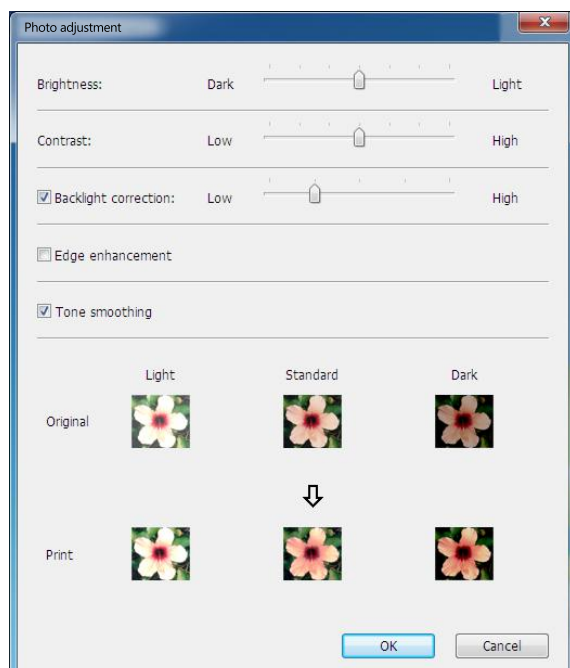 Photo adjustment
Brightness: Dark Light
Contrast: Low High
Backlight correction: Low High
Edge enhancement
Tone smoothing
Light Standard Dark
Original
Print
OK Cancel